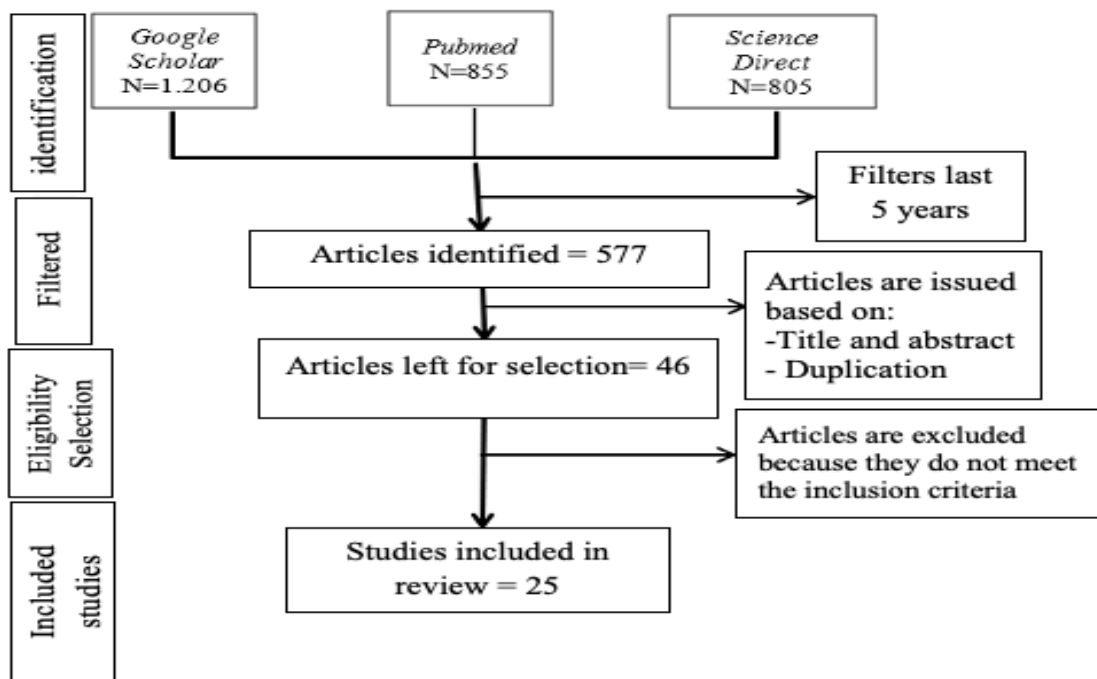 identification
Google
Scholar
N=1.206
Pubmed
N=855
Science
Direct
N=805
Filters last
5 years
Filtered
Articles identified = 577
Articles are issued
based on:
-Title and abstract
- Duplication
Eligibility
Selection
Articles left for selection= 46
Articles are excluded
because they do not meet
the inclusion criteria
Included
studies
Studies included in
review = 25